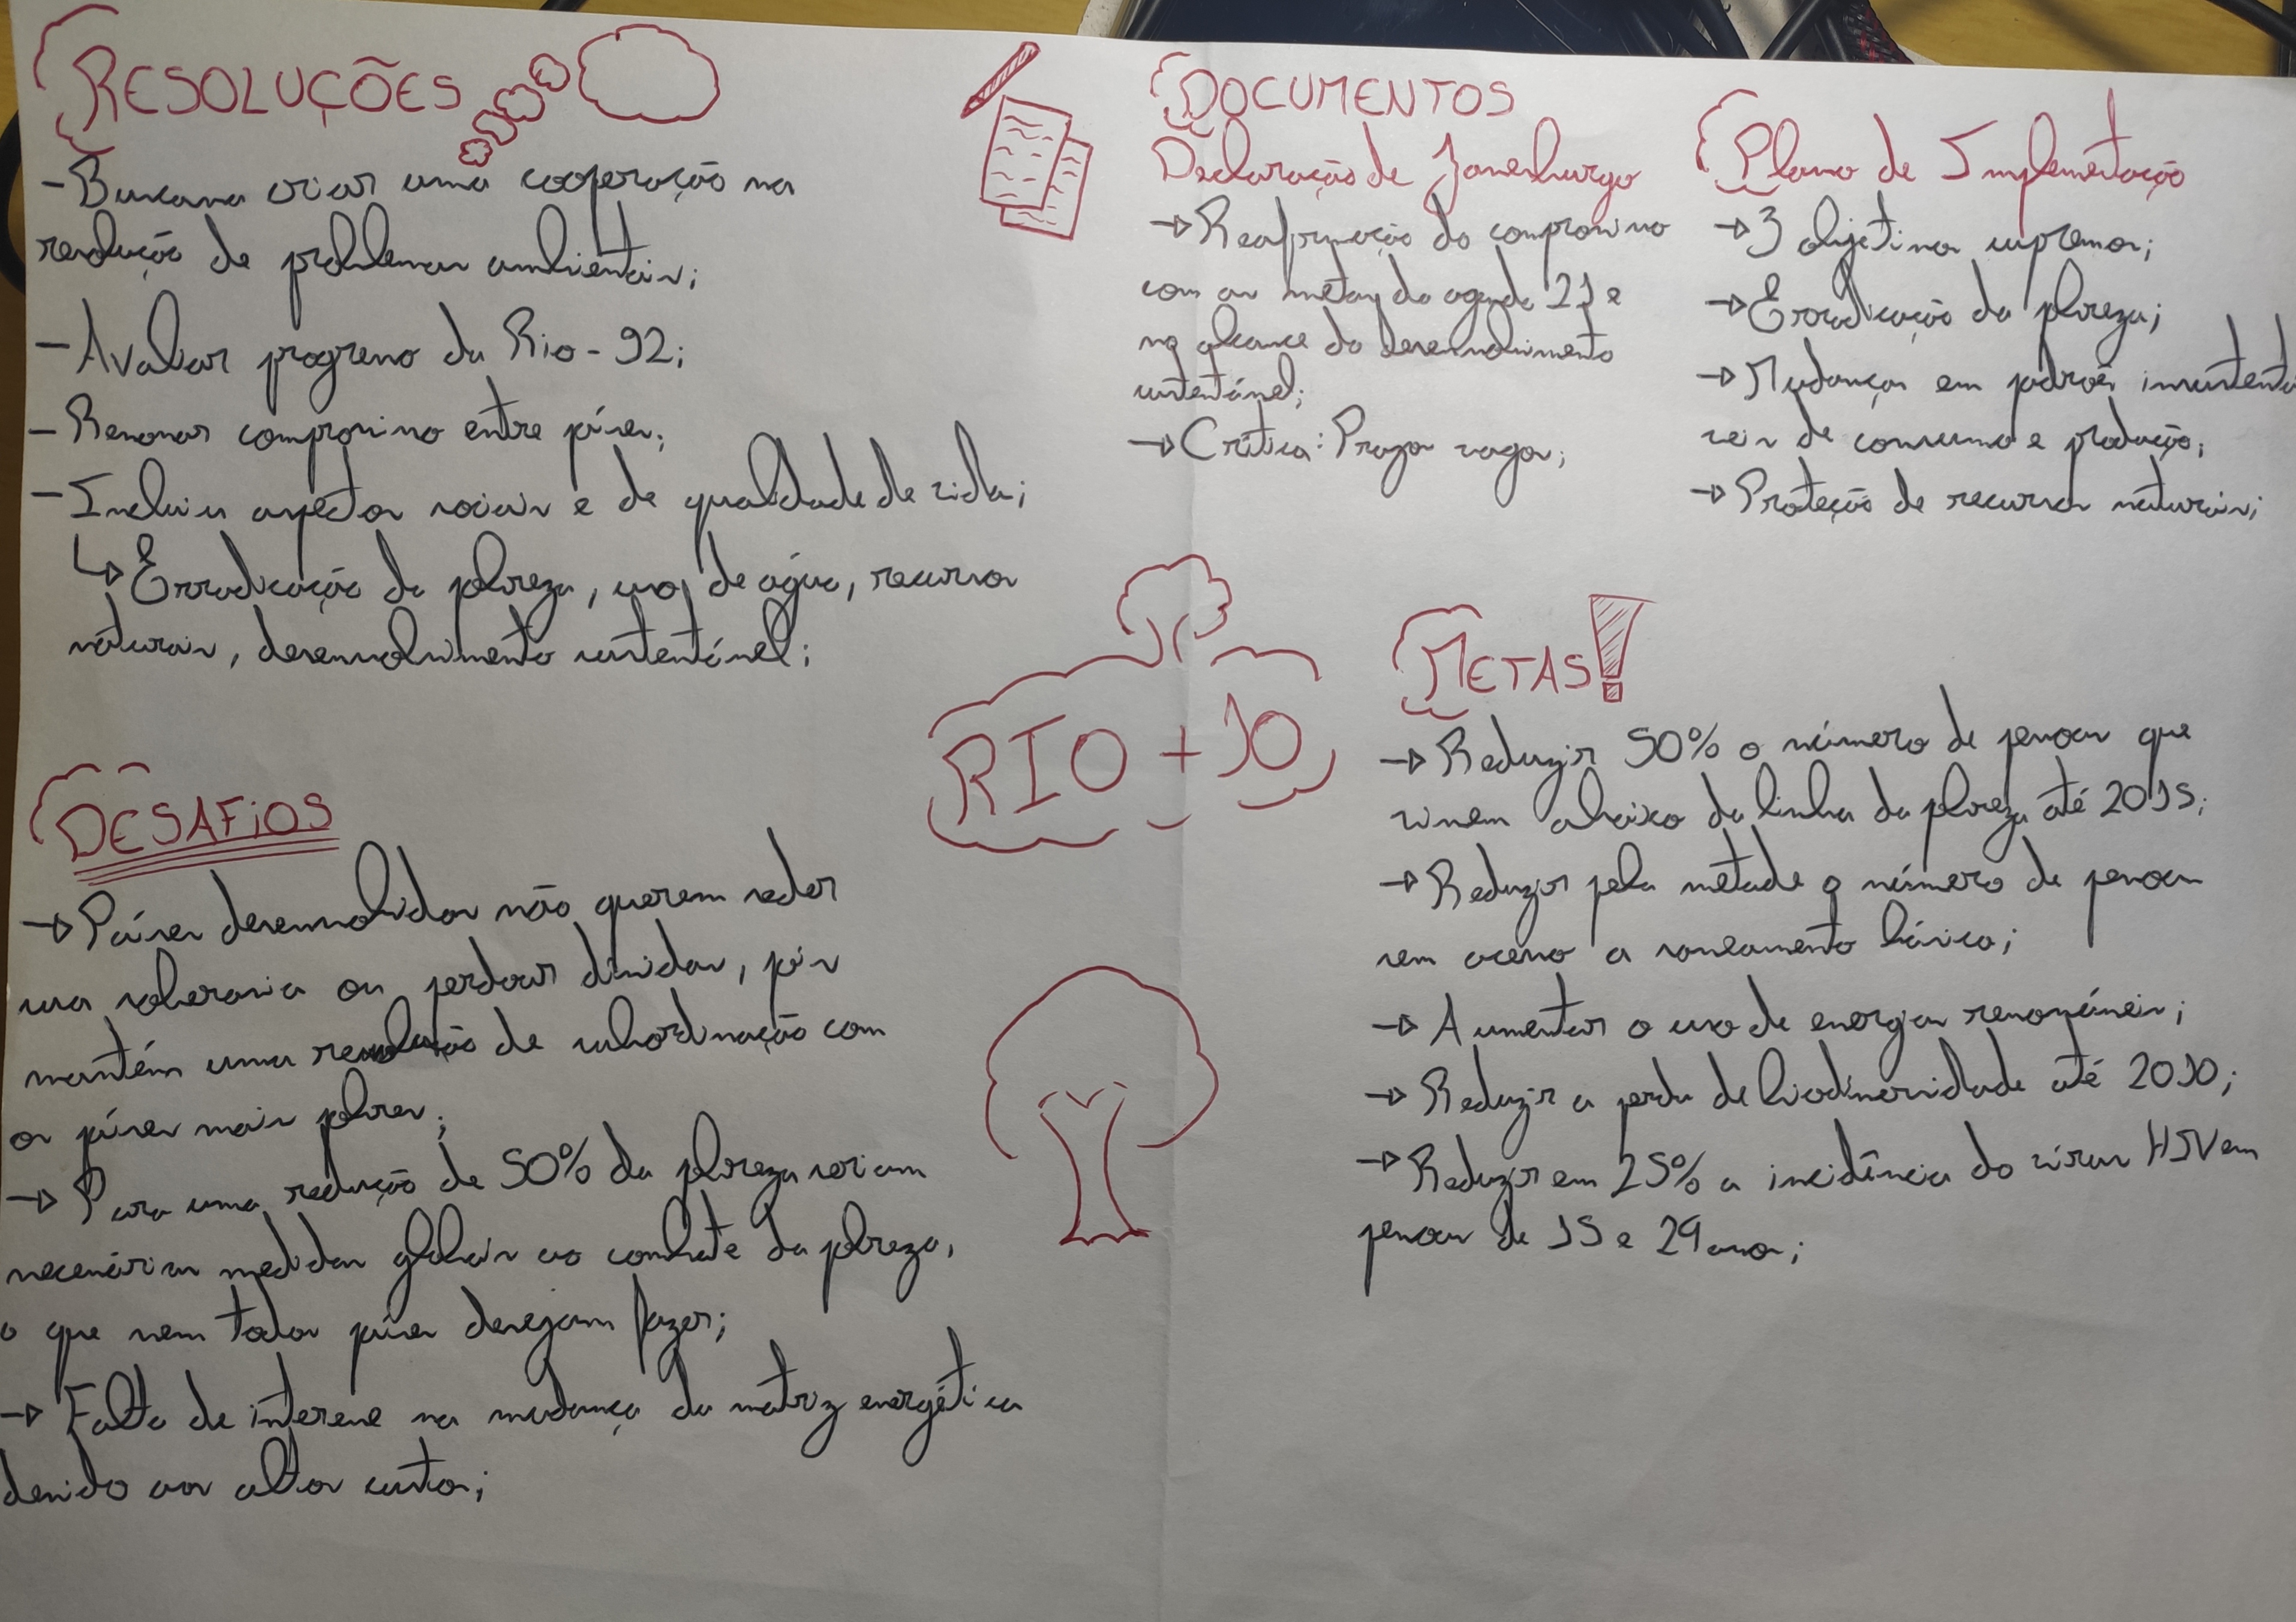 RESOLUÇÕES
- Buscava criar uma cooperação na
resolução de problemas ambientais;
- Avaliar progresso da Rio-92;
- Renovar compromisso entre países;
- Incluiu aspectos sociais e de qualidade de vida;
↳ Erradicação da pobreza, uso de água, recursos
naturais, desenvolvimento sustentável;
DESAFIOS
→ Países desenvolvidos não querem ceder
sua soberania ou perdoar dívidas, pois
mantém uma de subordinação com
os países mais pobres;
→ Para uma redução de 50% da pobreza seriam
necessárias medidas globais ao combate da pobreza,
o que nem todos países desejam fazer;
→ Falta de interesse na mudança da matriz energética
devido aos altos custos;
RIO + 10
DOCUMENTOS
Declaração de Joanesburgo
→ Reafirmação do compromisso
com as metas da agenda 21 e
no alcance do desenvolvimento
sustentável;
→ Crítica: Prazos vagos;
Plano de Implementação
→ 3 objetivos supremos;
→ Erradicação da pobreza;
→ Mudanças em padrões insustentá
veis de consumo e produção;
→ Proteção de recursos naturais;
METAS!
→ Reduzir 50% o número de pessoas que
vivem abaixo da linha da pobreza até 2015;
→ Reduzir pela metade o número de pessoas
sem acesso a saneamento básico;
→ Aumentar o uso de energias renováveis;
→ Reduzir a perda de biodiversidade até 2010;
→ Reduzir em 25% a incidência do vírus HIV em
pessoas de 15 e 29 anos;